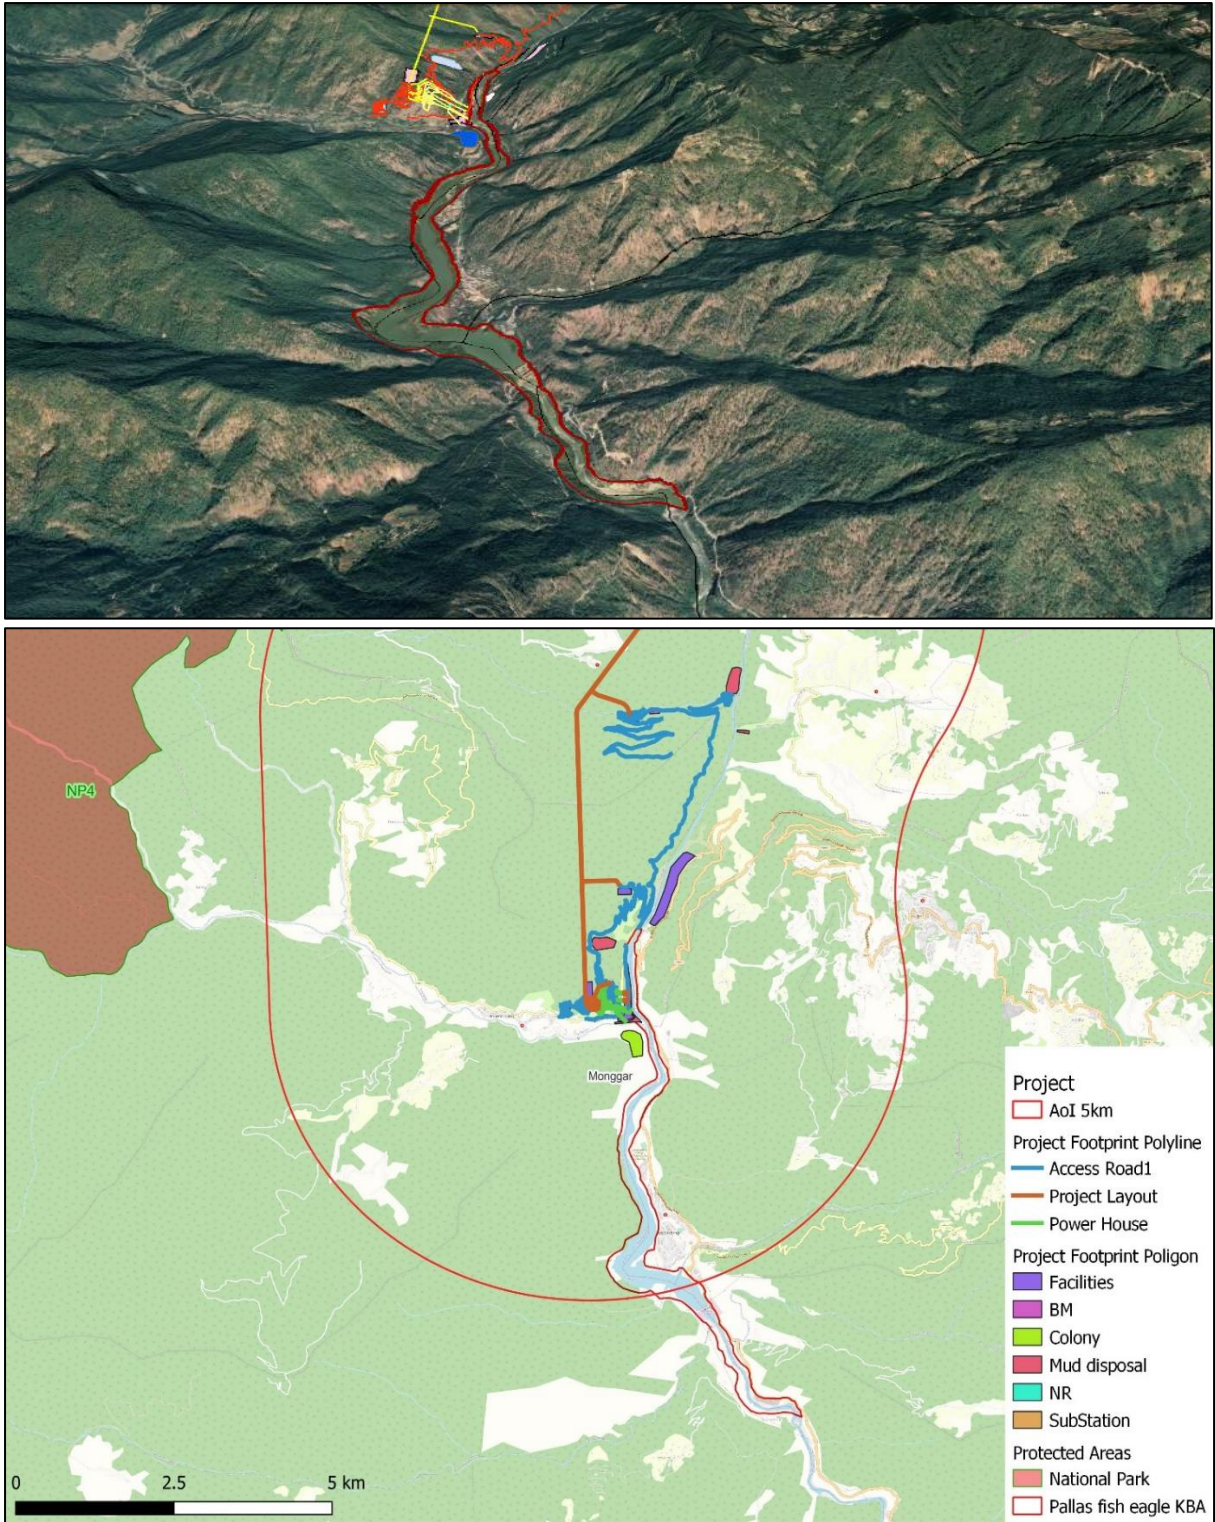 NP4
Monggar
Project
AoI 5km
Project Footprint Polyline
Access Road1
Project Layout
Power House
Project Footprint Poligon
Facilities
BM
Colony
Mud disposal
NR
SubStation
Protected Areas
National Park
Pallas fish eagle KBA
0 2.5 5 km